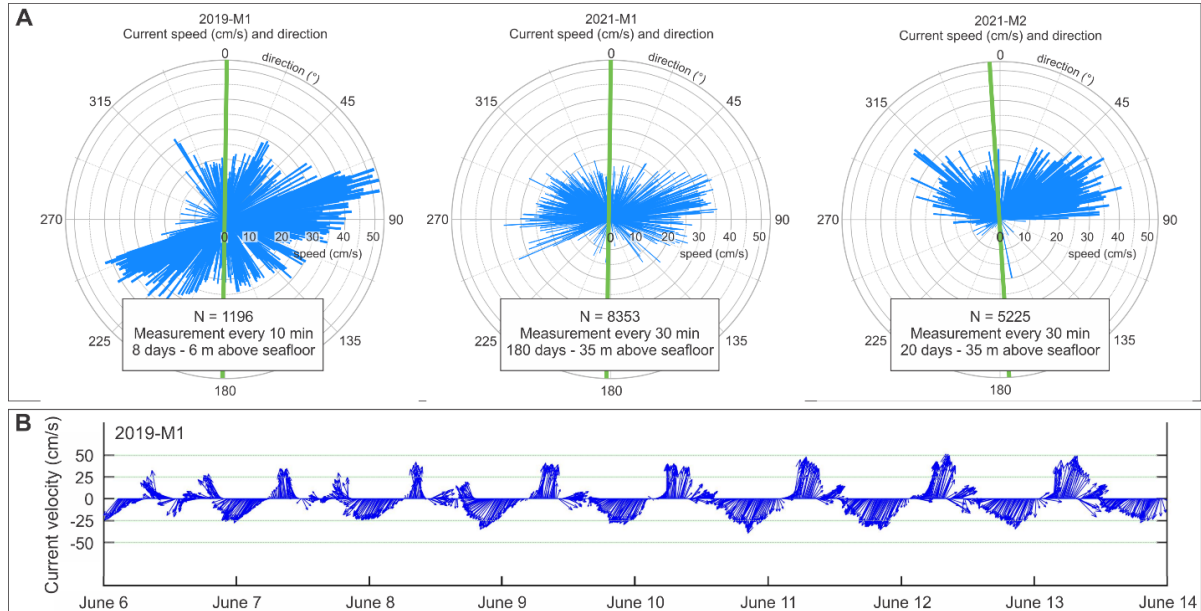 A
2019-M1
Current speed (cm/s) and direction
0
direction (°)
315
45
270
90
0 10 20 30 40 50
speed (cm/s)
N = 1196
Measurement every 10 min
8 days - 6 m above seafloor
225
135
180
2021-M1
Current speed (cm/s) and direction
0
direction (°)
315
45
270
90
0 10 20 30 40 50
speed (cm/s)
N = 8353
Measurement every 30 min
180 days - 35 m above seafloor
225
135
180
2021-M2
Current speed (cm/s) and direction
0
direction (°)
315
45
270
90
0 10 20 30 40 50
speed (cm/s)
N = 5225
Measurement every 30 min
20 days - 35 m above seafloor
225
135
180
B
2019-M1
Current velocity (cm/s)
50
25
0
-25
-50
June 6 June 7 June 8 June 9 June 10 June 11 June 12 June 13 June 14